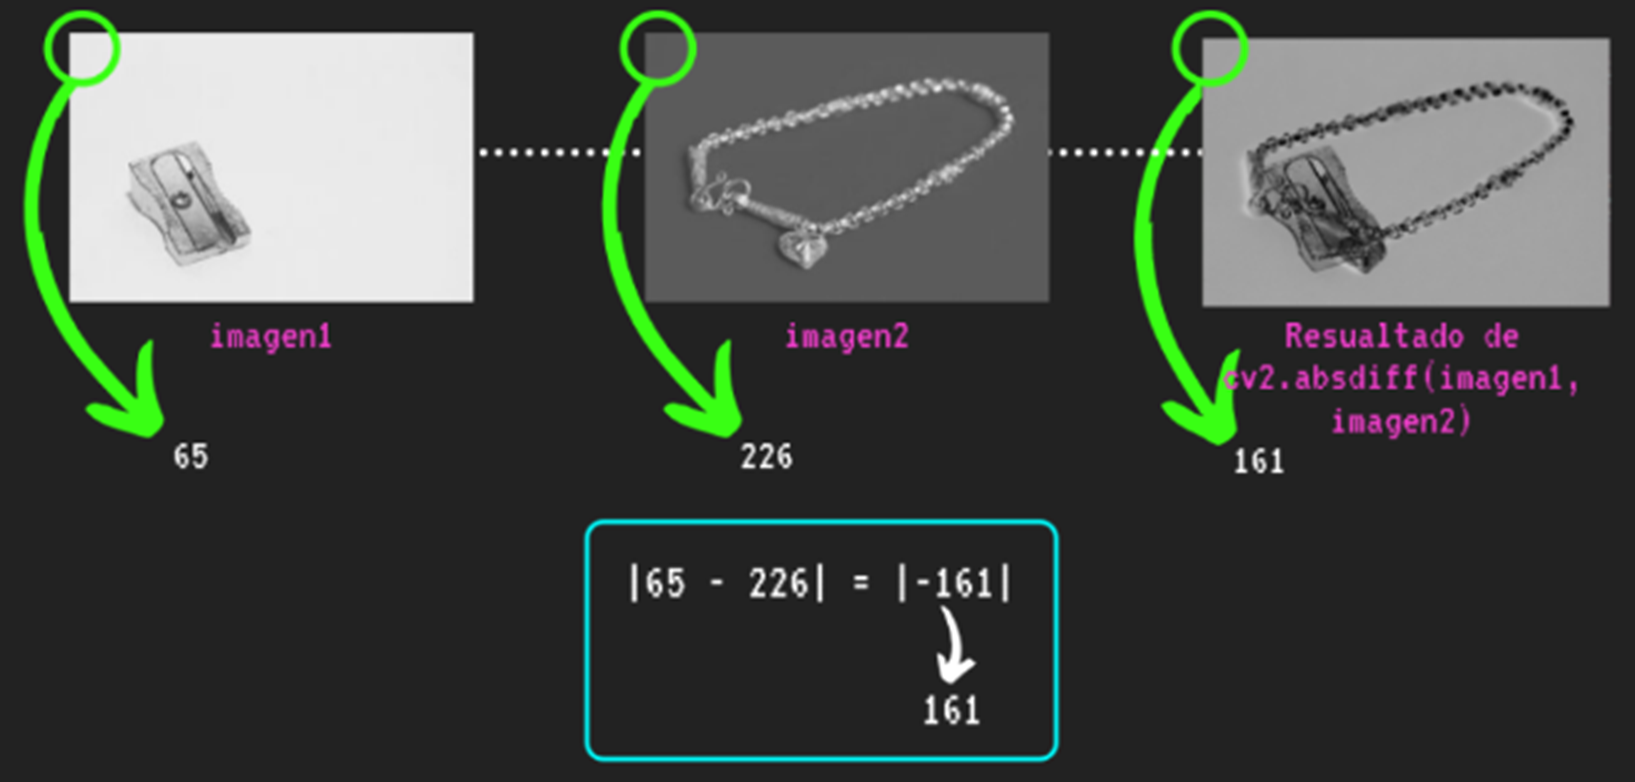 imagen1
imagen2
Resualtado de
cv2.absdiff(imagen1,
imagen2)
65
226
161
|65 - 226| = |-161|
161